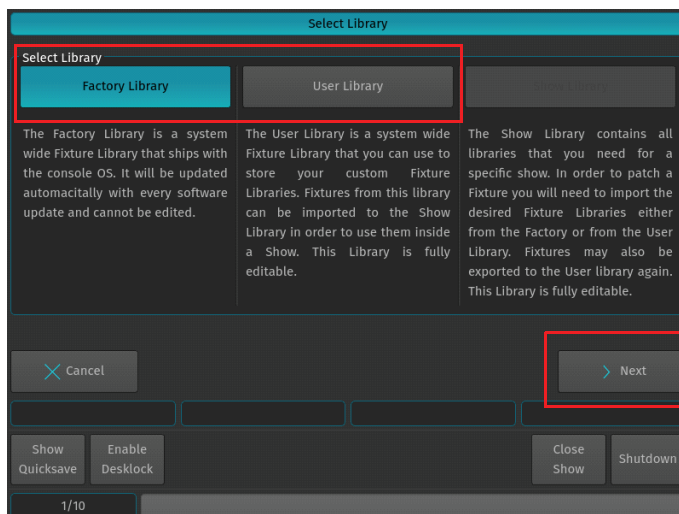 Select Library
Select Library
Factory Library
User Library
Show Library
The Factory Library is a system
wide Fixture Library that ships with
the console OS. It will be updated
automacitally with every software
update and cannot be edited.
The User Library is a system wide
Fixture Library that you can use to
store your custom Fixture
Libraries. Fixtures from this library
can be imported to the Show
Library in order to use them inside
a Show. This Library is fully
editable.
The Show Library contains all
libraries that you need for a
specific show. In order to patch a
Fixture you will need to import the
desired Fixture Libraries either
from the Factory or from the User
Library. Fixtures may also be
exported to the User library again.
This Library is fully editable.
Cancel
Next
Show
Quicksave
Enable
Desklock
Close
Show
Shutdown
1/10